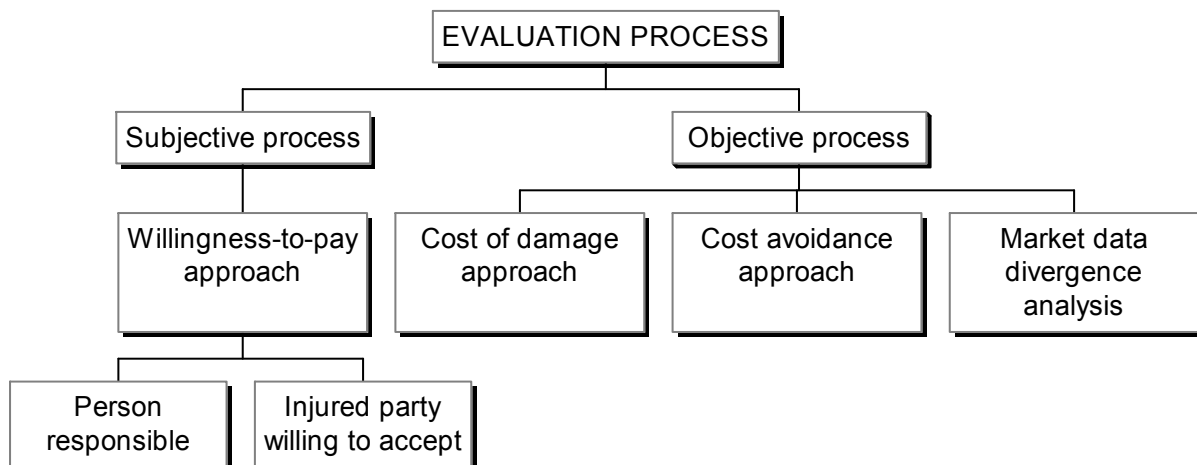 EVALUATION PROCESS
Subjective process
Objective process
Willingness-to-pay
approach
Cost of damage
approach
Cost avoidance
approach
Market data
divergence
analysis
Person
responsible
Injured party
willing to accept